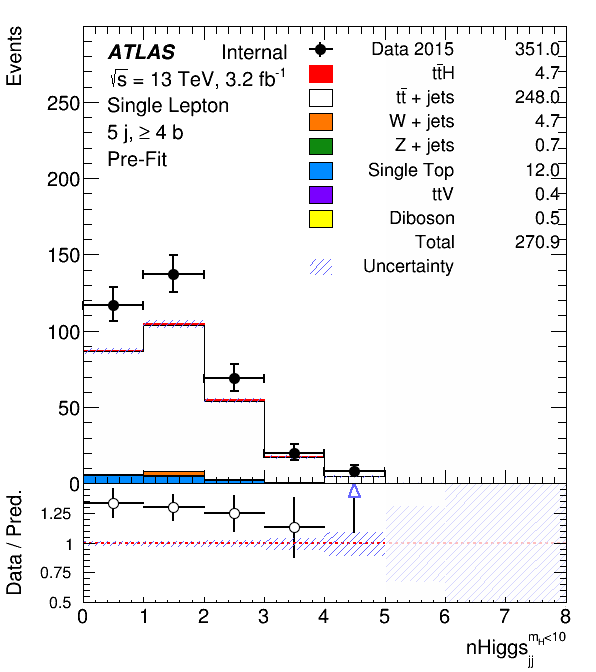 Events
ATLAS Internal
√s = 13 TeV, 3.2 fb⁻¹
Single Lepton
5 j, ≥ 4 b
Pre-Fit
Data 2015 351.0
tt̄H 4.7
tt̄ + jets 248.0
W + jets 4.7
Z + jets 0.7
Single Top 12.0
ttV 0.4
Diboson 0.5
Total 270.9
Uncertainty
250
200
150
100
50
0
Data / Pred.
1.25
1
0.75
0.5
0 1 2 3 4 5 6 7 8
nHiggs_jj^{m_H<10}